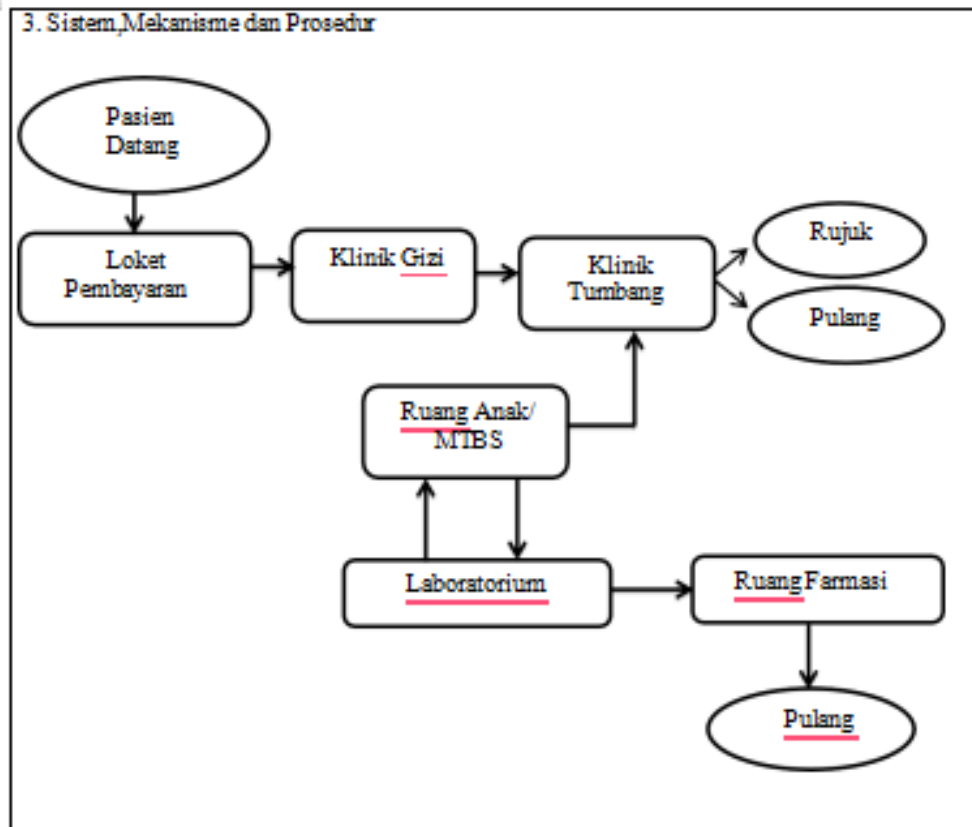 3. Sistem,Mekanisme dan Prosedur
Pasien
Datang
Loket
Pembayaran
Klinik Gizi
Klinik
Tumbang
Rujuk
Pulang
Ruang Anak/
MTBS
Laboratorium
Ruang Farmasi
Pulang